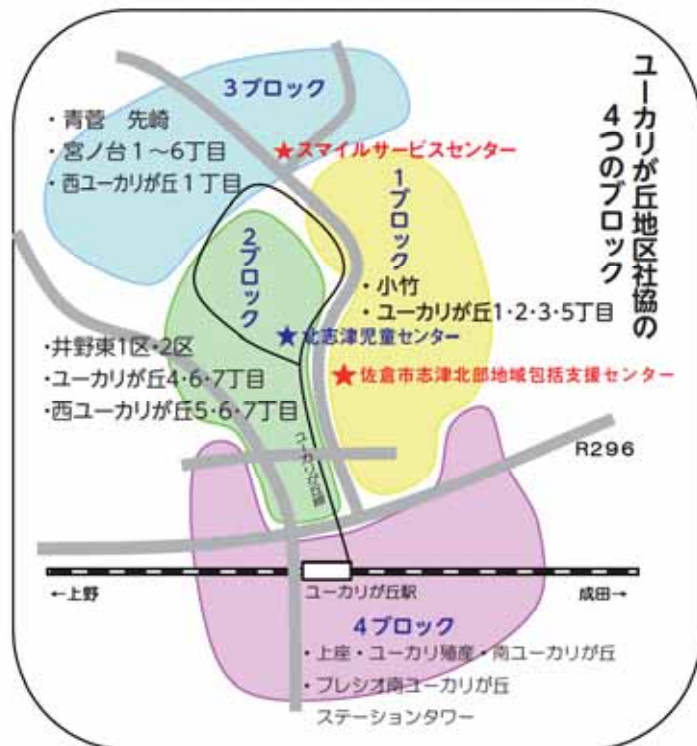 ユーカリが丘地区社協の
4つのブロック
3ブロック
・青菅 先崎
・宮ノ台1～6丁目
・西ユーカリが丘1丁目
★スマイルサービスセンター
1ブロック
・小竹
・ユーカリが丘1・2・3・5丁目
2ブロック
★北志津児童センター
・井野東1区・2区
・ユーカリが丘4・6・7丁目
・西ユーカリが丘5・6・7丁目
★佐倉市志津北部地域包括支援センター
ユーカリが丘線
R296
←上野
ユーカリが丘駅
成田→
4ブロック
・上座・ユーカリ殖産・南ユーカリが丘
・プレシオ南ユーカリが丘
ステーションタワー